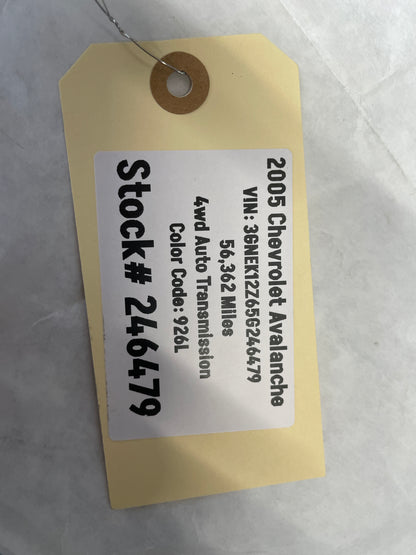 2005 Chevrolet Avalanche
VIN: 3GNEK12Z65G246479
56,362 Miles
4wd Auto Transmission
Color Code: 926L
Stock# 246479